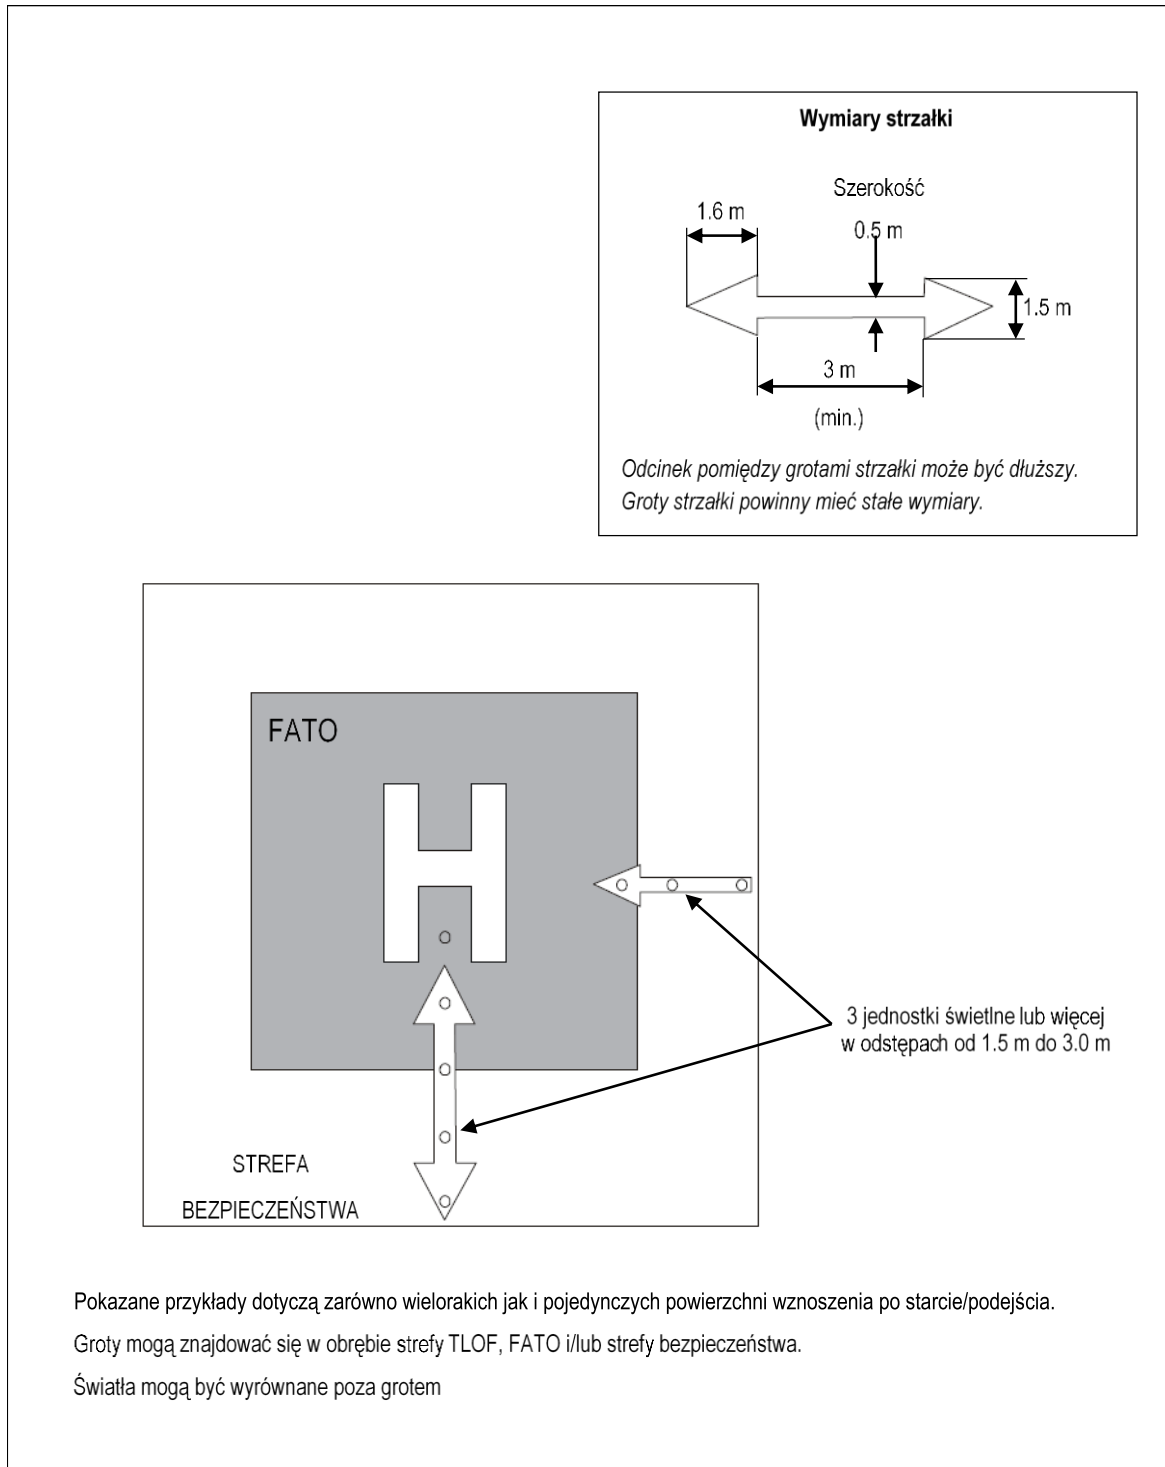 Wymiary strzałki
Szerokość
1.6 m
0.5 m
1.5 m
3 m
(min.)
Odcinek pomiędzy grotami strzałki może być dłuższy.
Groty strzałki powinny mieć stałe wymiary.
FATO
H
3 jednostki świetlne lub więcej
w odstępach od 1.5 m do 3.0 m
STREFA
BEZPIECZEŃSTWA
Pokazane przykłady dotyczą zarówno wielorakich jak i pojedynczych powierzchni wznoszenia po starcie/podejścia.
Groty mogą znajdować się w obrębie strefy TLOF, FATO i/lub strefy bezpieczeństwa.
Światła mogą być wyrównane poza grotem